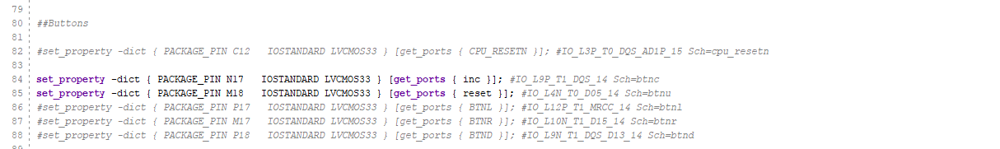 79
80 ##Buttons
81
82 #set_property -dict { PACKAGE_PIN C12   IOSTANDARD LVCMOS33 } [get_ports { CPU_RESETN }]; #IO_L3P_T0_DQS_AD1P_15 Sch=cpu_resetn
83
84 set_property -dict { PACKAGE_PIN N17   IOSTANDARD LVCMOS33 } [get_ports { inc }]; #IO_L9P_T1_DQS_14 Sch=btnc
85 set_property -dict { PACKAGE_PIN M18   IOSTANDARD LVCMOS33 } [get_ports { reset }]; #IO_L4N_T0_D05_14 Sch=btnu
86 #set_property -dict { PACKAGE_PIN P17   IOSTANDARD LVCMOS33 } [get_ports { BTNL }]; #IO_L12P_T1_MRCC_14 Sch=btnl
87 #set_property -dict { PACKAGE_PIN M17   IOSTANDARD LVCMOS33 } [get_ports { BTNR }]; #IO_L10N_T1_D15_14 Sch=btnr
88 #set_property -dict { PACKAGE_PIN P18   IOSTANDARD LVCMOS33 } [get_ports { BTND }]; #IO_L9N_T1_DQS_D13_14 Sch=btnd